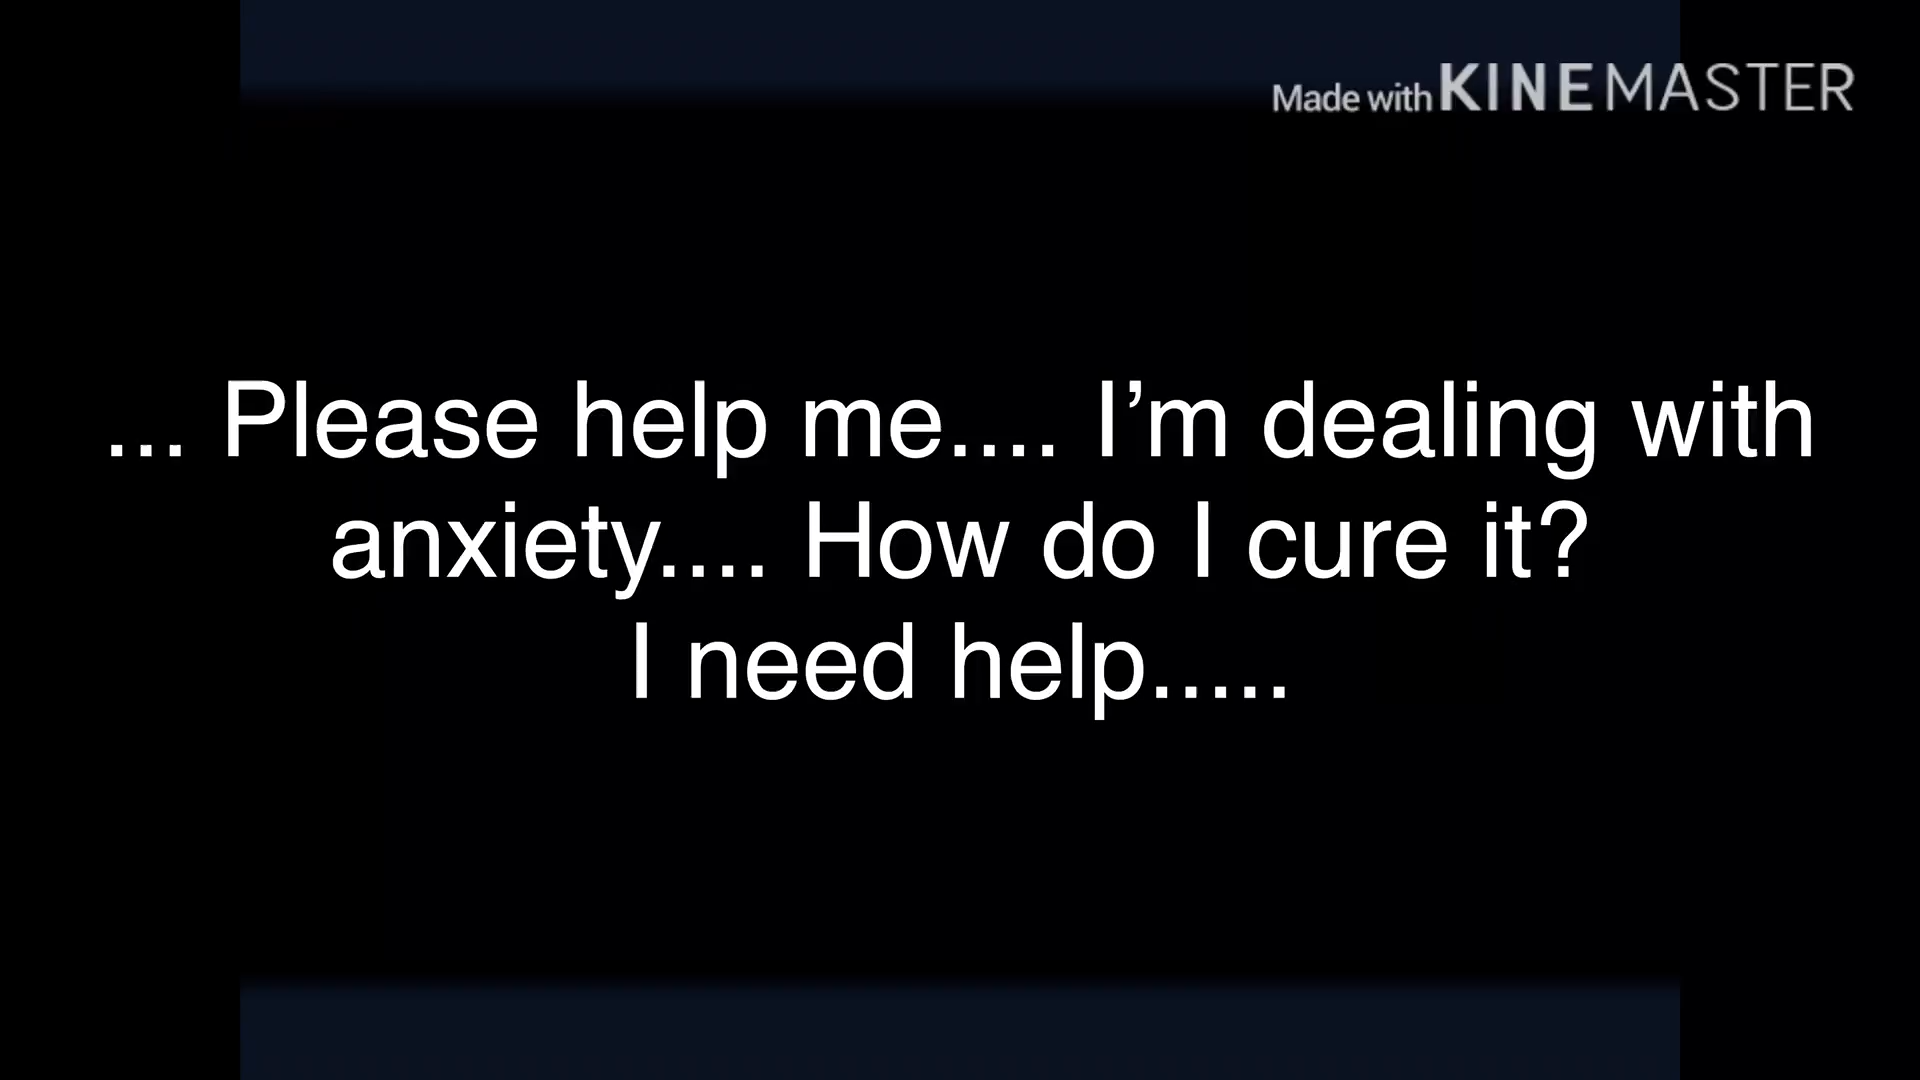 Made with KINEMASTER
... Please help me.... I’m dealing with
anxiety.... How do I cure it?
I need help.....